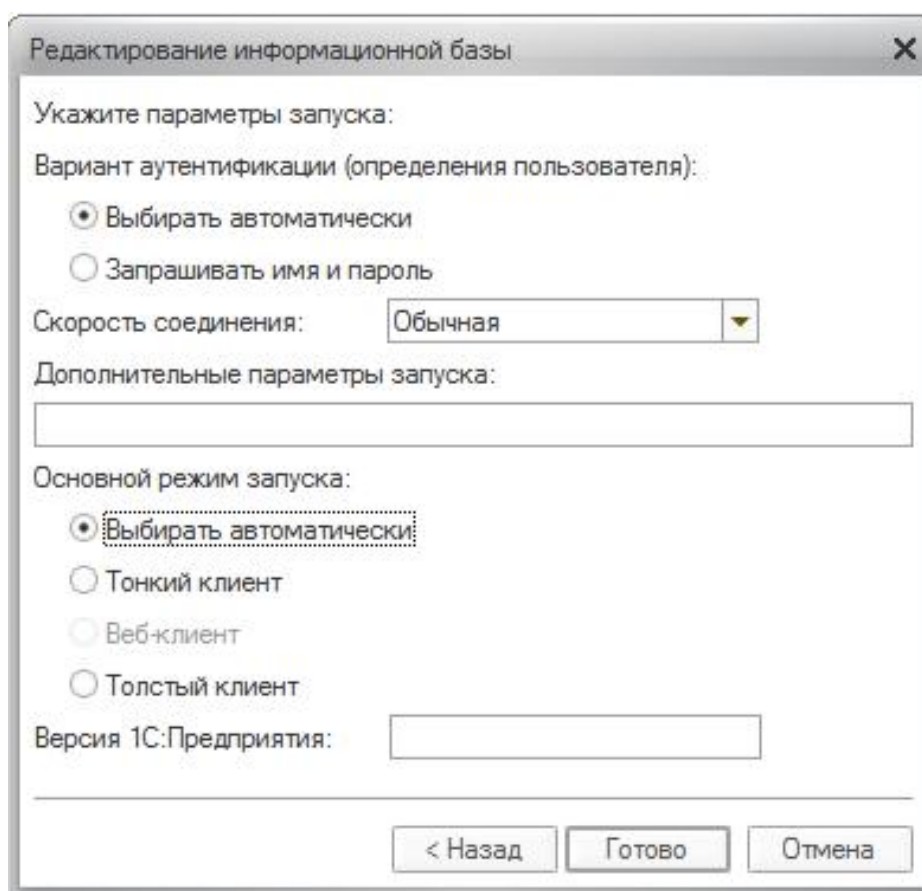 Редактирование информационной базы
Укажите параметры запуска:
Вариант аутентификации (определения пользователя):
Выбирать автоматически
Запрашивать имя и пароль
Скорость соединения: Обычная
Дополнительные параметры запуска:
Основной режим запуска:
Выбирать автоматически
Тонкий клиент
Веб-клиент
Толстый клиент
Версия 1С:Предприятия:
< Назад Готово Отмена